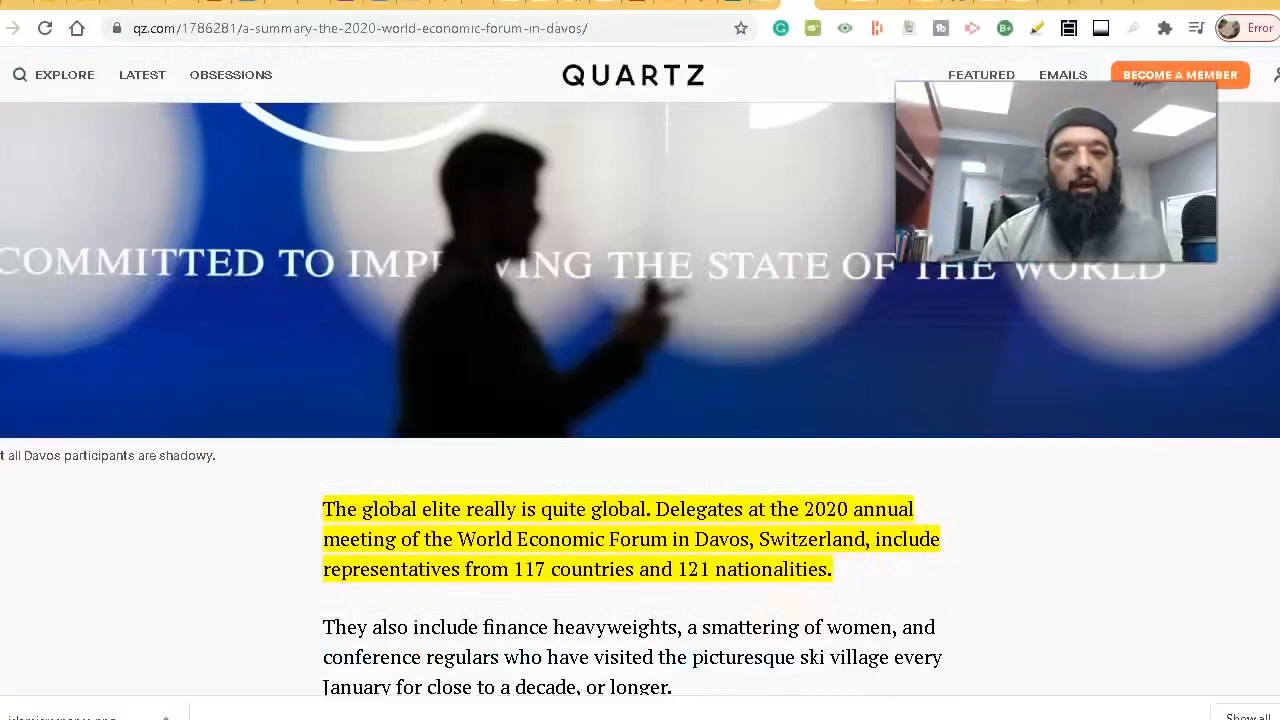 qz.com/1786281/a-summary-the-2020-world-economic-forum-in-davos/
Error
EXPLORE LATEST OBSESSIONS QUARTZ FEATURED EMAILS BECOME A MEMBER
COMMITTED TO IMPROVING THE STATE OF THE WORLD
t all Davos participants are shadowy.
The global elite really is quite global. Delegates at the 2020 annual
meeting of the World Economic Forum in Davos, Switzerland, include
representatives from 117 countries and 121 nationalities.
They also include finance heavyweights, a smattering of women, and
conference regulars who have visited the picturesque ski village every
January for close to a decade, or longer.
Show all